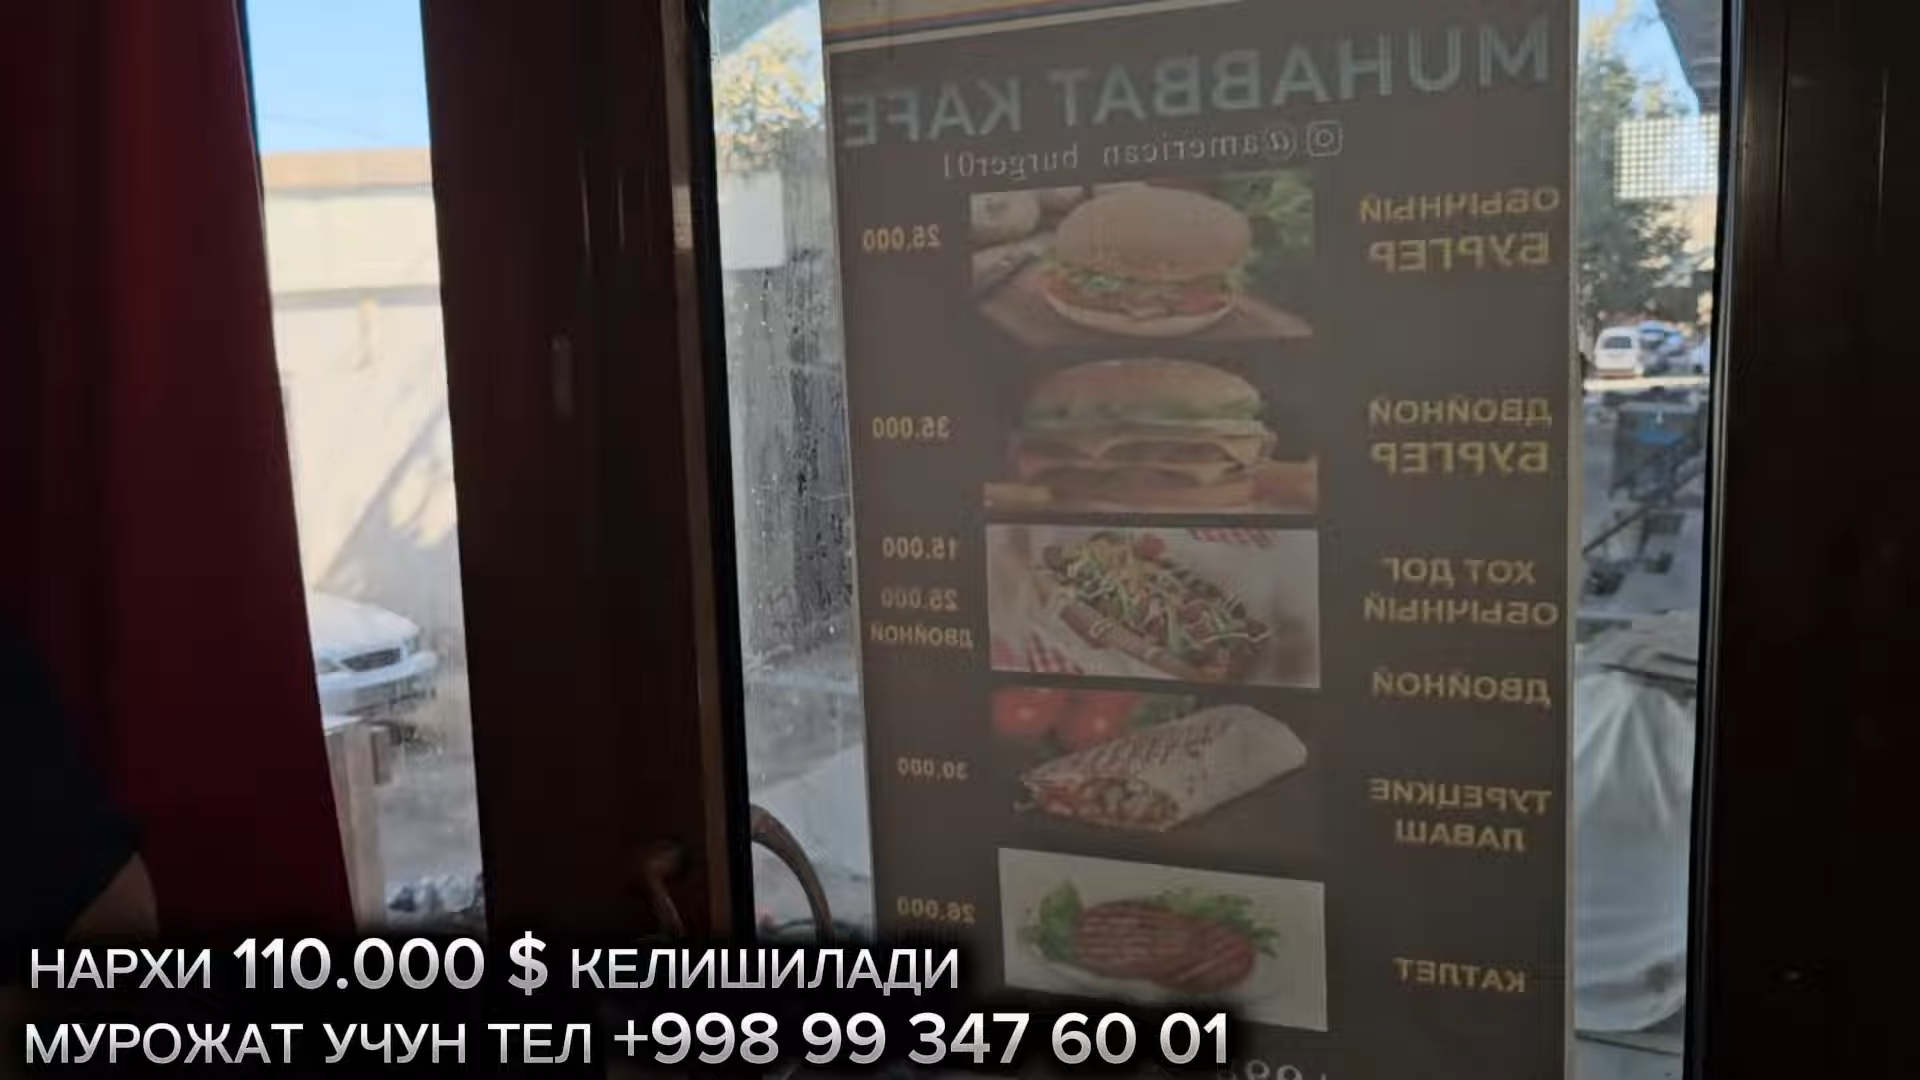 MUHABBAT KAFE
@american_burger01
ОБЫЧНЫЙ
БУРГЕР
25.000
ДВОЙНОЙ
БУРГЕР
35.000
ХОТ ДОГ
ОБЫЧНЫЙ
15.000
25.000
ДВОЙНОЙ
ДВОЙНОЙ
ТУРЕЦКИЕ
ЛАВАШ
30.000
КАТЛЕТ
26.000
НАРХИ 110.000 $ КЕЛИШИЛАДИ
МУРОЖАТ УЧУН ТЕЛ +998 99 347 60 01